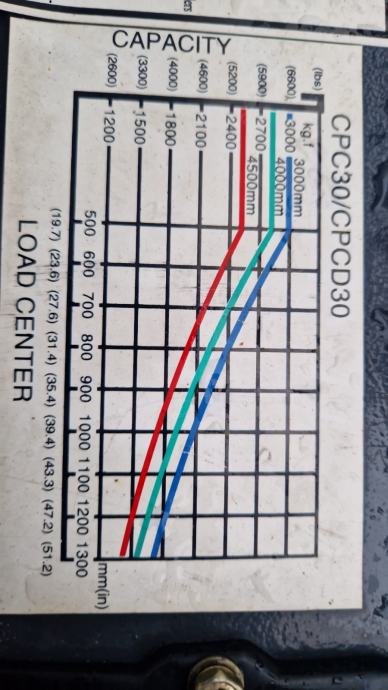 ers
CPC30/CPCD30
CAPACITY
(lbs) kg.f
(6600) 3000 3000mm
(5900) 2700 4000mm
(5200) 2400 4500mm
(4600) 2100
(4000) 1800
(3300) 1500
(2600) 1200
500 600 700 800 900 1000 1100 1200 1300 mm(in)
(19.7) (23.6) (27.6) (31.4) (35.4) (39.4) (43.3) (47.2) (51.2)
LOAD CENTER